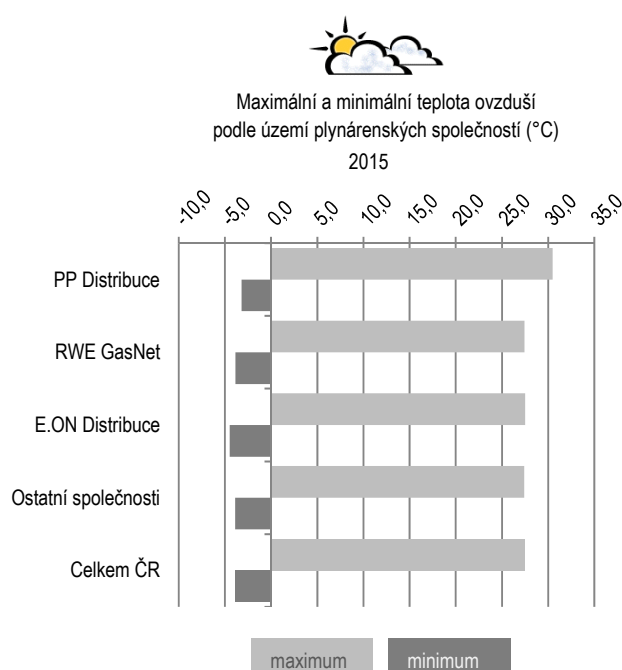 Maximální a minimální teplota ovzduší
podle území plynárenských společností (°C)
2015
-10,0 -5,0 0,0 5,0 10,0 15,0 20,0 25,0 30,0 35,0
PP Distribuce
RWE GasNet
E.ON Distribuce
Ostatní společnosti
Celkem ČR
maximum minimum